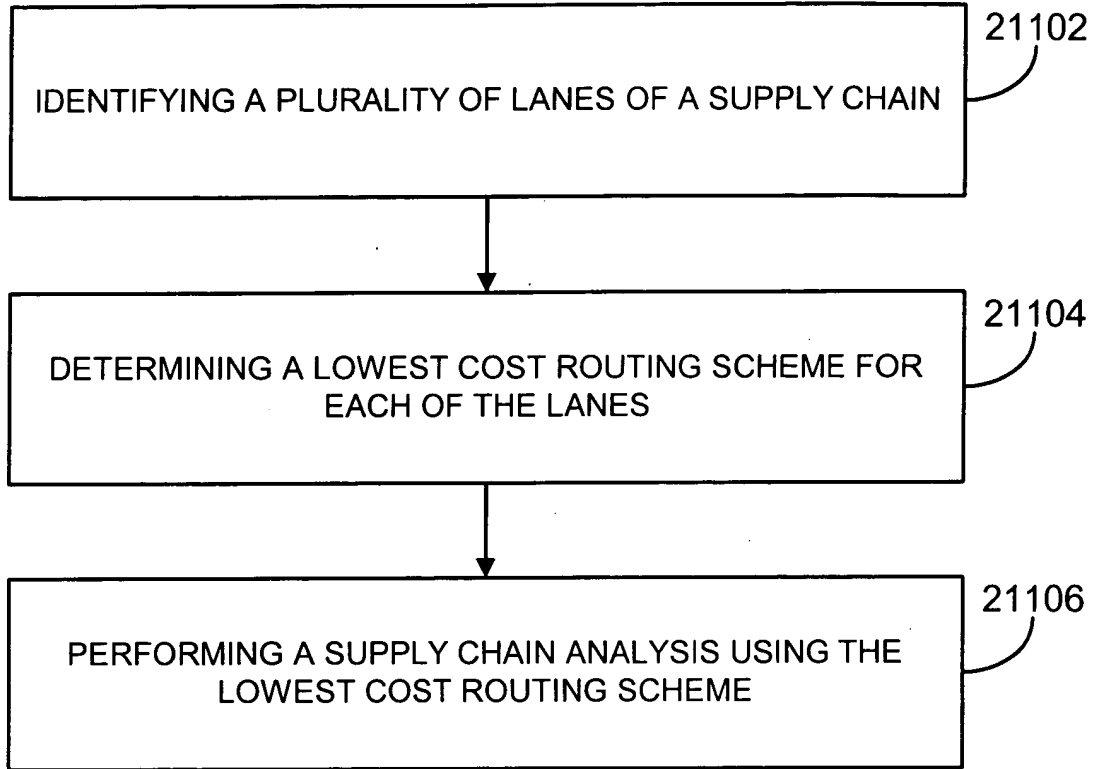 21102
IDENTIFYING A PLURALITY OF LANES OF A SUPPLY CHAIN
21104
DETERMINING A LOWEST COST ROUTING SCHEME FOR
EACH OF THE LANES
21106
PERFORMING A SUPPLY CHAIN ANALYSIS USING THE
LOWEST COST ROUTING SCHEME